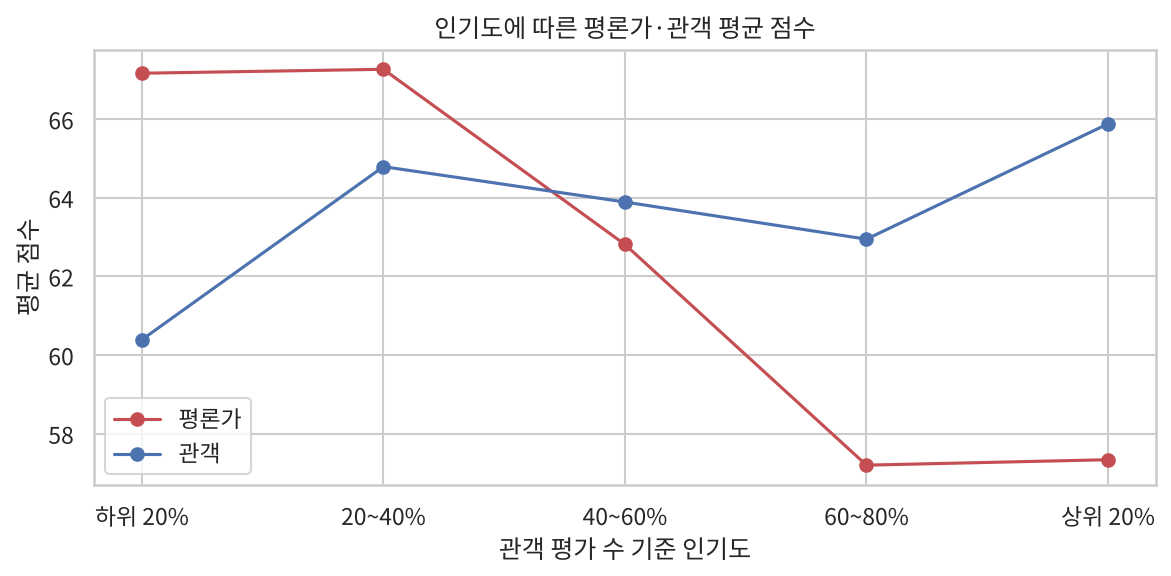 인기도에 따른 평론가·관객 평균 점수
평균 점수
66
64
62
60
58
평론가
관객
하위 20%
20~40%
40~60%
60~80%
상위 20%
관객 평가 수 기준 인기도